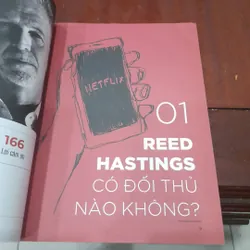 NETFLIX
01
REED
HASTINGS
CÓ ĐỐI THỦ
NÀO KHÔNG?
166